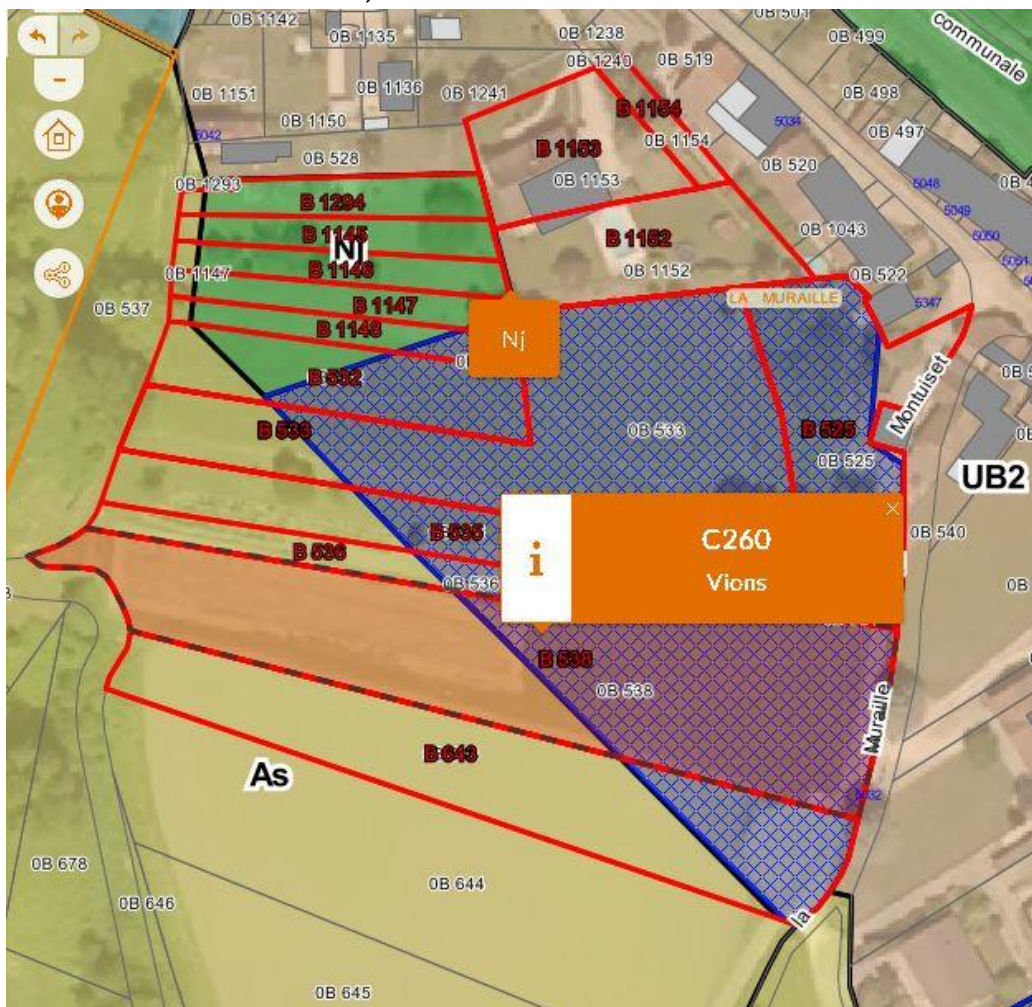 0B 1142
0B 501
0B 1135
0B 1238
0B 499
communale
0B 1240
0B 519
0B 1151
0B 1136
0B 1241
B 1154
0B 498
5042
0B 1150
5034
0B 497
B 1153
0B 1154
0B 528
0B 520
0B 1293
0B 1153
5048
B 1294
5049
B 1145
B 1152
0B 1043
5050
Nj
5051
B 1146
0B 1147
0B 1152
0B 522
LA MURAILLE
5347
0B 537
B 1147
B 1148
Nj
B 532
Montuiset
B 533
0B 533
B 525
0B 525
UB2
B 535
C260
0B 540
B 536
Vions
0B 536
B 538
0B 538
Muraille
B 643
As
5032
0B 678
0B 644
0B 646
la
0B 645